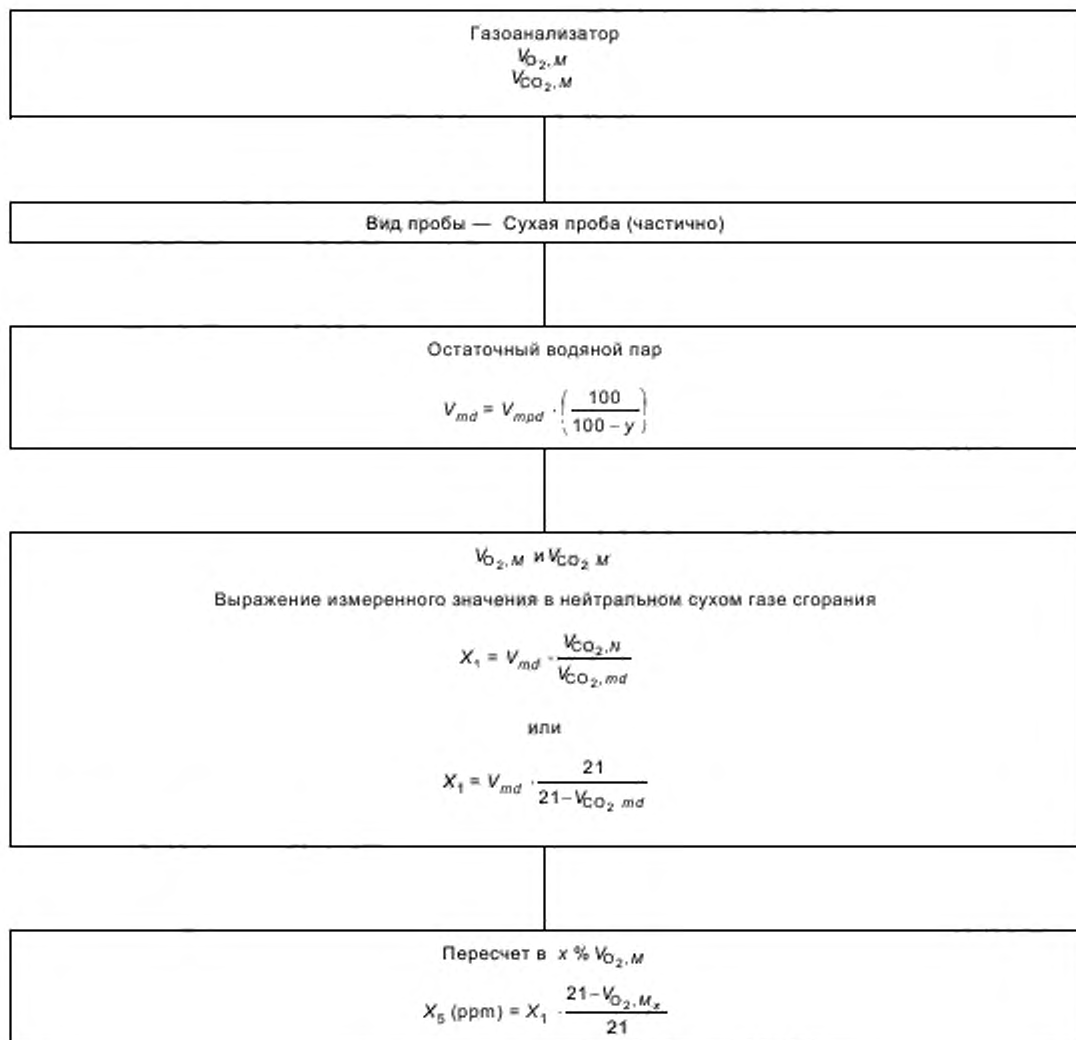 Газоанализатор
V_{O_2,M}
V_{CO_2,M}
Вид пробы — Сухая проба (частично)
Остаточный водяной пар
V_{md} = V_{mpd} · (100 / (100 – y))
V_{O_2,M} и V_{CO_2 M}
Выражение измеренного значения в нейтральном сухом газе сгорания
X_1 = V_{md} · V_{CO_2,N} / V_{CO_2,md}
или
X_1 = V_{md} · 21 / (21–V_{CO_2 md})
Пересчет в x % V_{O_2,M}
X_5 (ppm) = X_1 · (21–V_{O_2,M_x}) / 21